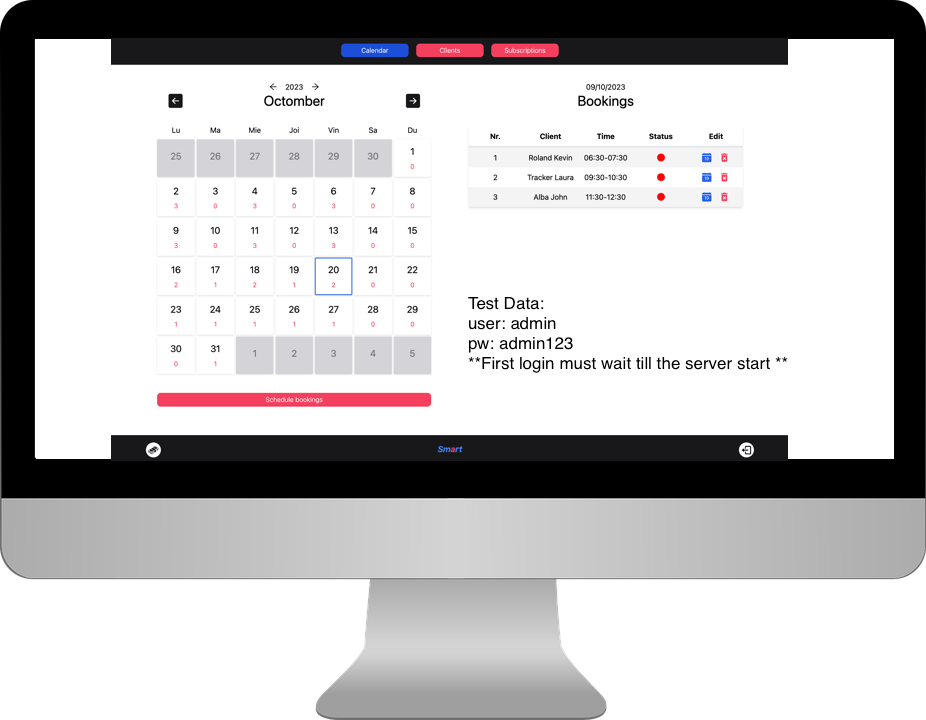 Calendar Clients Subscriptions
2023
Octomber
Lu Ma Mie Joi Vin Sa Du
25 26 27 28 29 30 1
0
2 3 4 5 6 7 8
3 0 3 0 3 0 0
9 10 11 12 13 14 15
3 0 3 0 3 0 0
16 17 18 19 20 21 22
2 1 2 1 2 0 0
23 24 25 26 27 28 29
1 1 1 1 1 0 0
30 31 1 2 3 4 5
0 1
Schedule bookings
09/10/2023
Bookings
Nr. Client Time Status Edit
1 Roland Kevin 06:30-07:30
2 Tracker Laura 09:30-10:30
3 Alba John 11:30-12:30
Test Data:
user: admin
pw: admin123
**First login must wait till the server start **
Smart